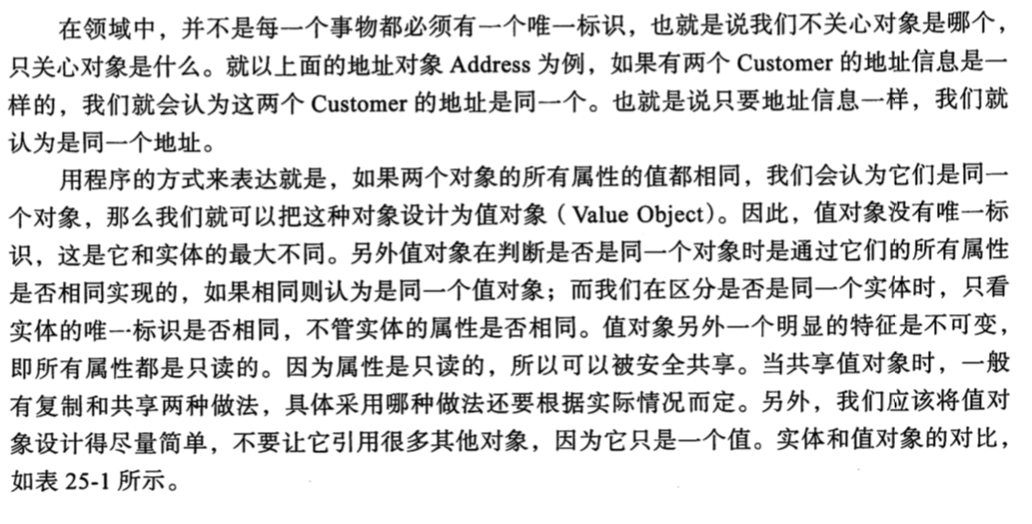 在领域中，并不是每一个事物都必须有一个唯一标识，也就是说我们不关心对象是哪个，
只关心对象是什么。就以上面的地址对象 Address 为例，如果有两个 Customer 的地址信息是一
样的，我们就会认为这两个 Customer 的地址是同一个。也就是说只要地址信息一样，我们就
认为是同一个地址。
用程序的方式来表达就是，如果两个对象的所有属性的值都相同，我们会认为它们是同一
个对象，那么我们就可以把这种对象设计为值对象（Value Object）。因此，值对象没有唯一标
识，这是它和实体的最大不同。另外值对象在判断是否是同一个对象时是通过它们的所有属性
是否相同实现的，如果相同则认为是同一个值对象；而我们在区分是否是同一个实体时，只看
实体的唯一标识是否相同，不管实体的属性是否相同。值对象另外一个明显的特征是不可变，
即所有属性都是只读的。因为属性是只读的，所以可以被安全共享。当共享值对象时，一般
有复制和共享两种做法，具体采用哪种做法还要根据实际情况而定。另外，我们应该将值对
象设计得尽量简单，不要让它引用很多其他对象，因为它只是一个值。实体和值对象的对比，
如表 25-1 所示。